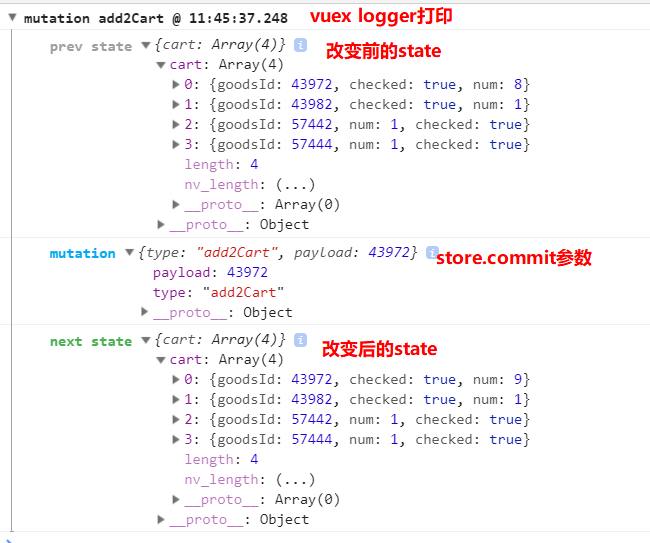 mutation add2Cart @ 11:45:37.248 vuex logger打印
prev state {cart: Array(4)} i 改变前的state
cart: Array(4)
0: {goodsId: 43972, checked: true, num: 8}
1: {goodsId: 43982, checked: true, num: 1}
2: {goodsId: 57442, num: 1, checked: true}
3: {goodsId: 57444, num: 1, checked: true}
length: 4
nv_length: (...)
__proto__: Array(0)
__proto__: Object
mutation {type: "add2Cart", payload: 43972} i store.commit参数
payload: 43972
type: "add2Cart"
__proto__: Object
next state {cart: Array(4)} i 改变后的state
cart: Array(4)
0: {goodsId: 43972, checked: true, num: 9}
1: {goodsId: 43982, checked: true, num: 1}
2: {goodsId: 57442, num: 1, checked: true}
3: {goodsId: 57444, num: 1, checked: true}
length: 4
nv_length: (...)
__proto__: Array(0)
__proto__: Object